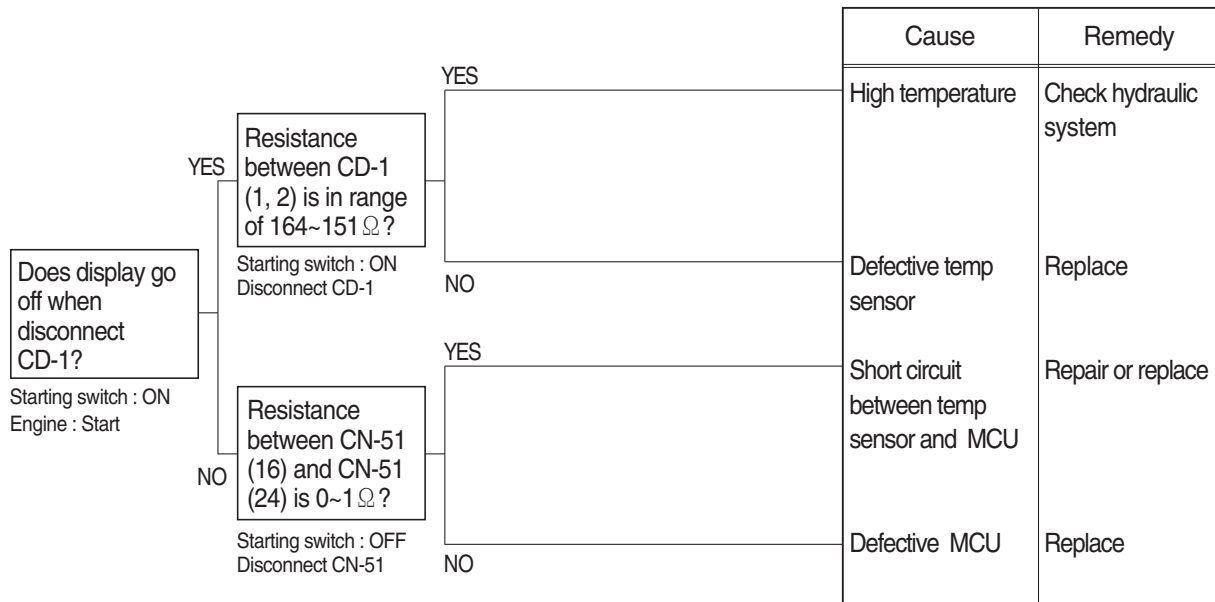 Cause
Remedy
YES
High temperature
Check hydraulic
system
Resistance
between CD-1
(1, 2) is in range
of 164~151Ω?
YES
Starting switch : ON
Disconnect CD-1
NO
Defective temp
sensor
Replace
Does display go
off when
disconnect
CD-1?
Starting switch : ON
Engine : Start
YES
Short circuit
between temp
sensor and MCU
Repair or replace
Resistance
between CN-51
(16) and CN-51
(24) is 0~1Ω?
NO
Starting switch : OFF
Disconnect CN-51
NO
Defective MCU
Replace